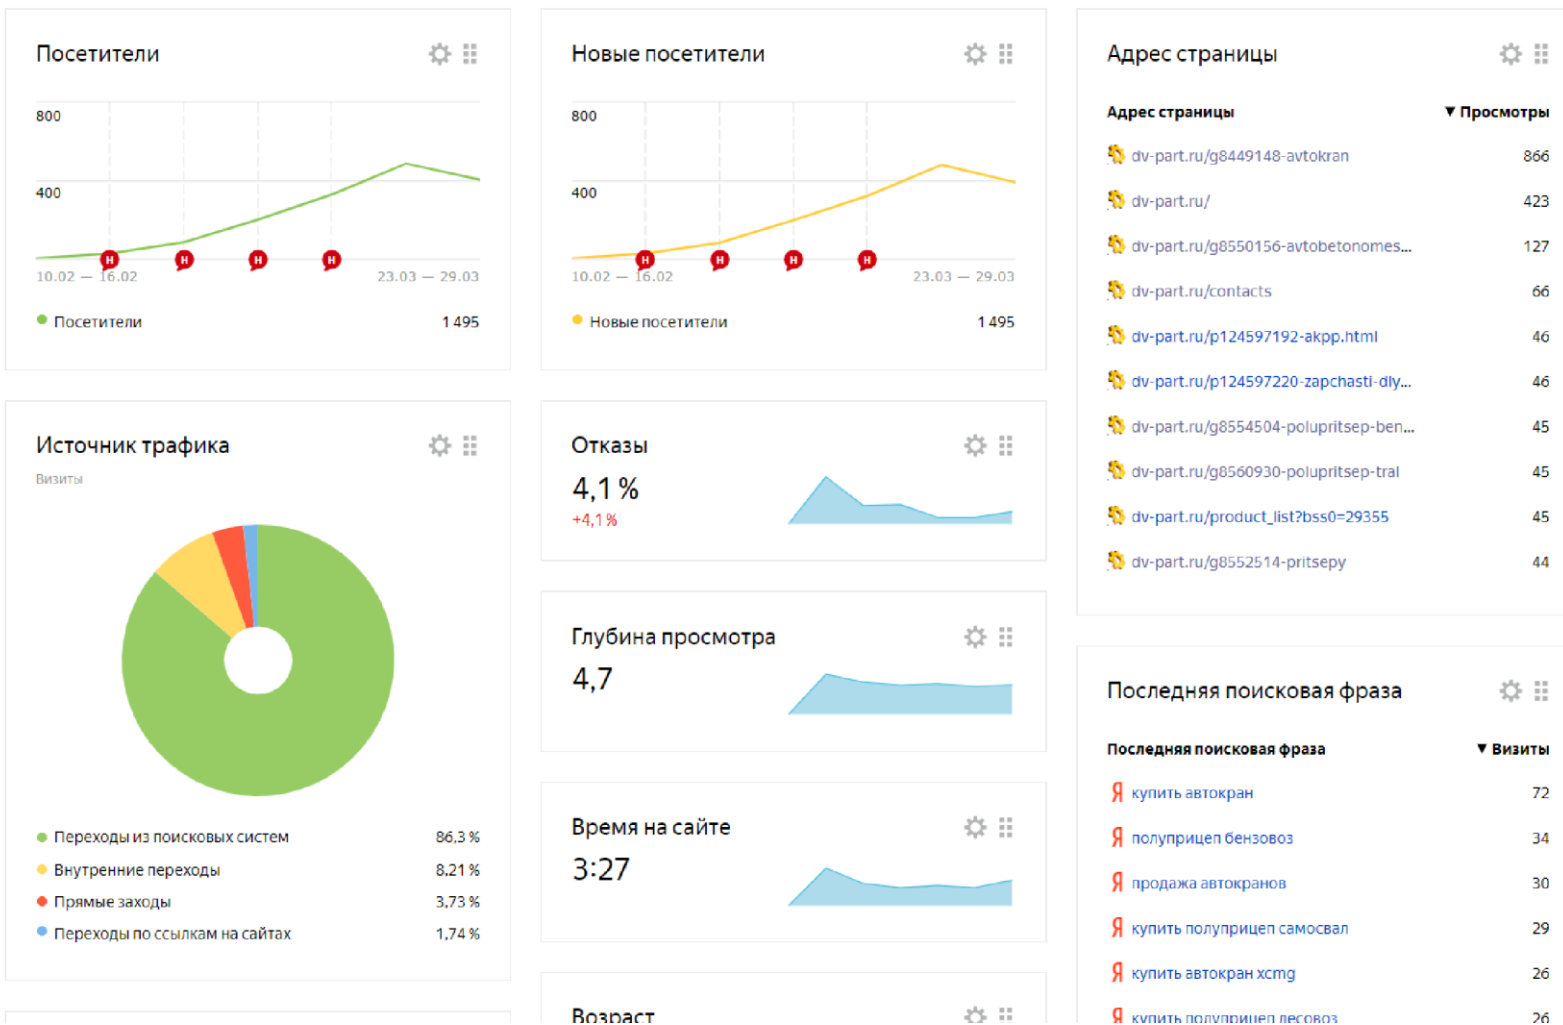 Посетители
800
400
10.02 — 16.02
23.03 — 29.03
Посетители 1 495
Новые посетители
800
400
10.02 — 16.02
23.03 — 29.03
Новые посетители 1 495
Источник трафика
Визиты
Переходы из поисковых систем 86,3 %
Внутренние переходы 8,21 %
Прямые заходы 3,73 %
Переходы по ссылкам на сайтах 1,74 %
Отказы
4,1 %
+4,1 %
Глубина просмотра
4,7
Время на сайте
3:27
Возраст
Адрес страницы
Адрес страницы ▼ Просмотры
dv-part.ru/g8449148-avtokran 866
dv-part.ru/ 423
dv-part.ru/g8550156-avtobetonomes... 127
dv-part.ru/contacts 66
dv-part.ru/p124597192-akpp.html 46
dv-part.ru/p124597220-zapchasti-dly... 46
dv-part.ru/g8554504-polupritsep-ben... 45
dv-part.ru/g8560930-polupritsep-tral 45
dv-part.ru/product_list?bss0=29355 45
dv-part.ru/g8552514-pritsepy 44
Последняя поисковая фраза
Последняя поисковая фраза ▼ Визиты
Я купить автокран 72
Я полуприцеп бензовоз 34
Я продажа автокранов 30
Я купить полуприцеп самосвал 29
Я купить автокран xcmg 26
Я купить полуприцеп лесовоз 26